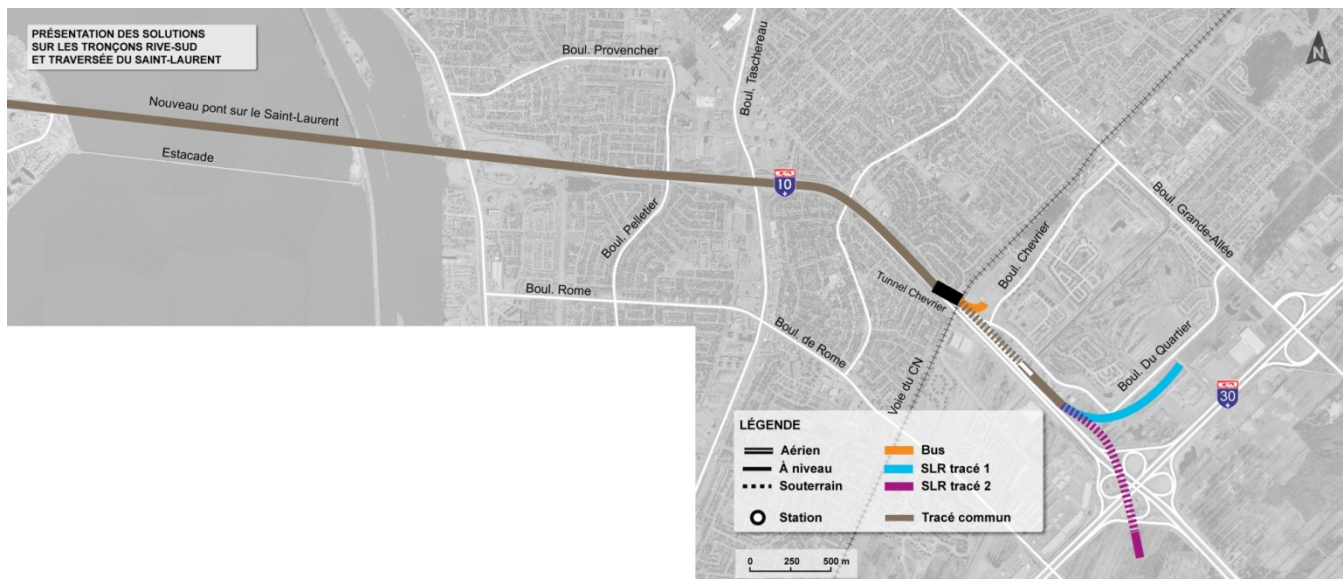 PRÉSENTATION DES SOLUTIONS
SUR LES TRONÇONS RIVE-SUD
ET TRAVERSÉE DU SAINT-LAURENT
N
Boul. Provencher
Boul. Taschereau
Nouveau pont sur le Saint-Laurent
Estacade
10
Boul. Pelletier
Boul. Grande-Allée
Boul. Chevrier
Tunnel Chevrier
Boul. Rome
Boul. de Rome
Boul. Du Quartier
Voie du CN
30
LÉGENDE
Aérien
À niveau
Souterrain
Station
Bus
SLR tracé 1
SLR tracé 2
Tracé commun
0 250 500 m